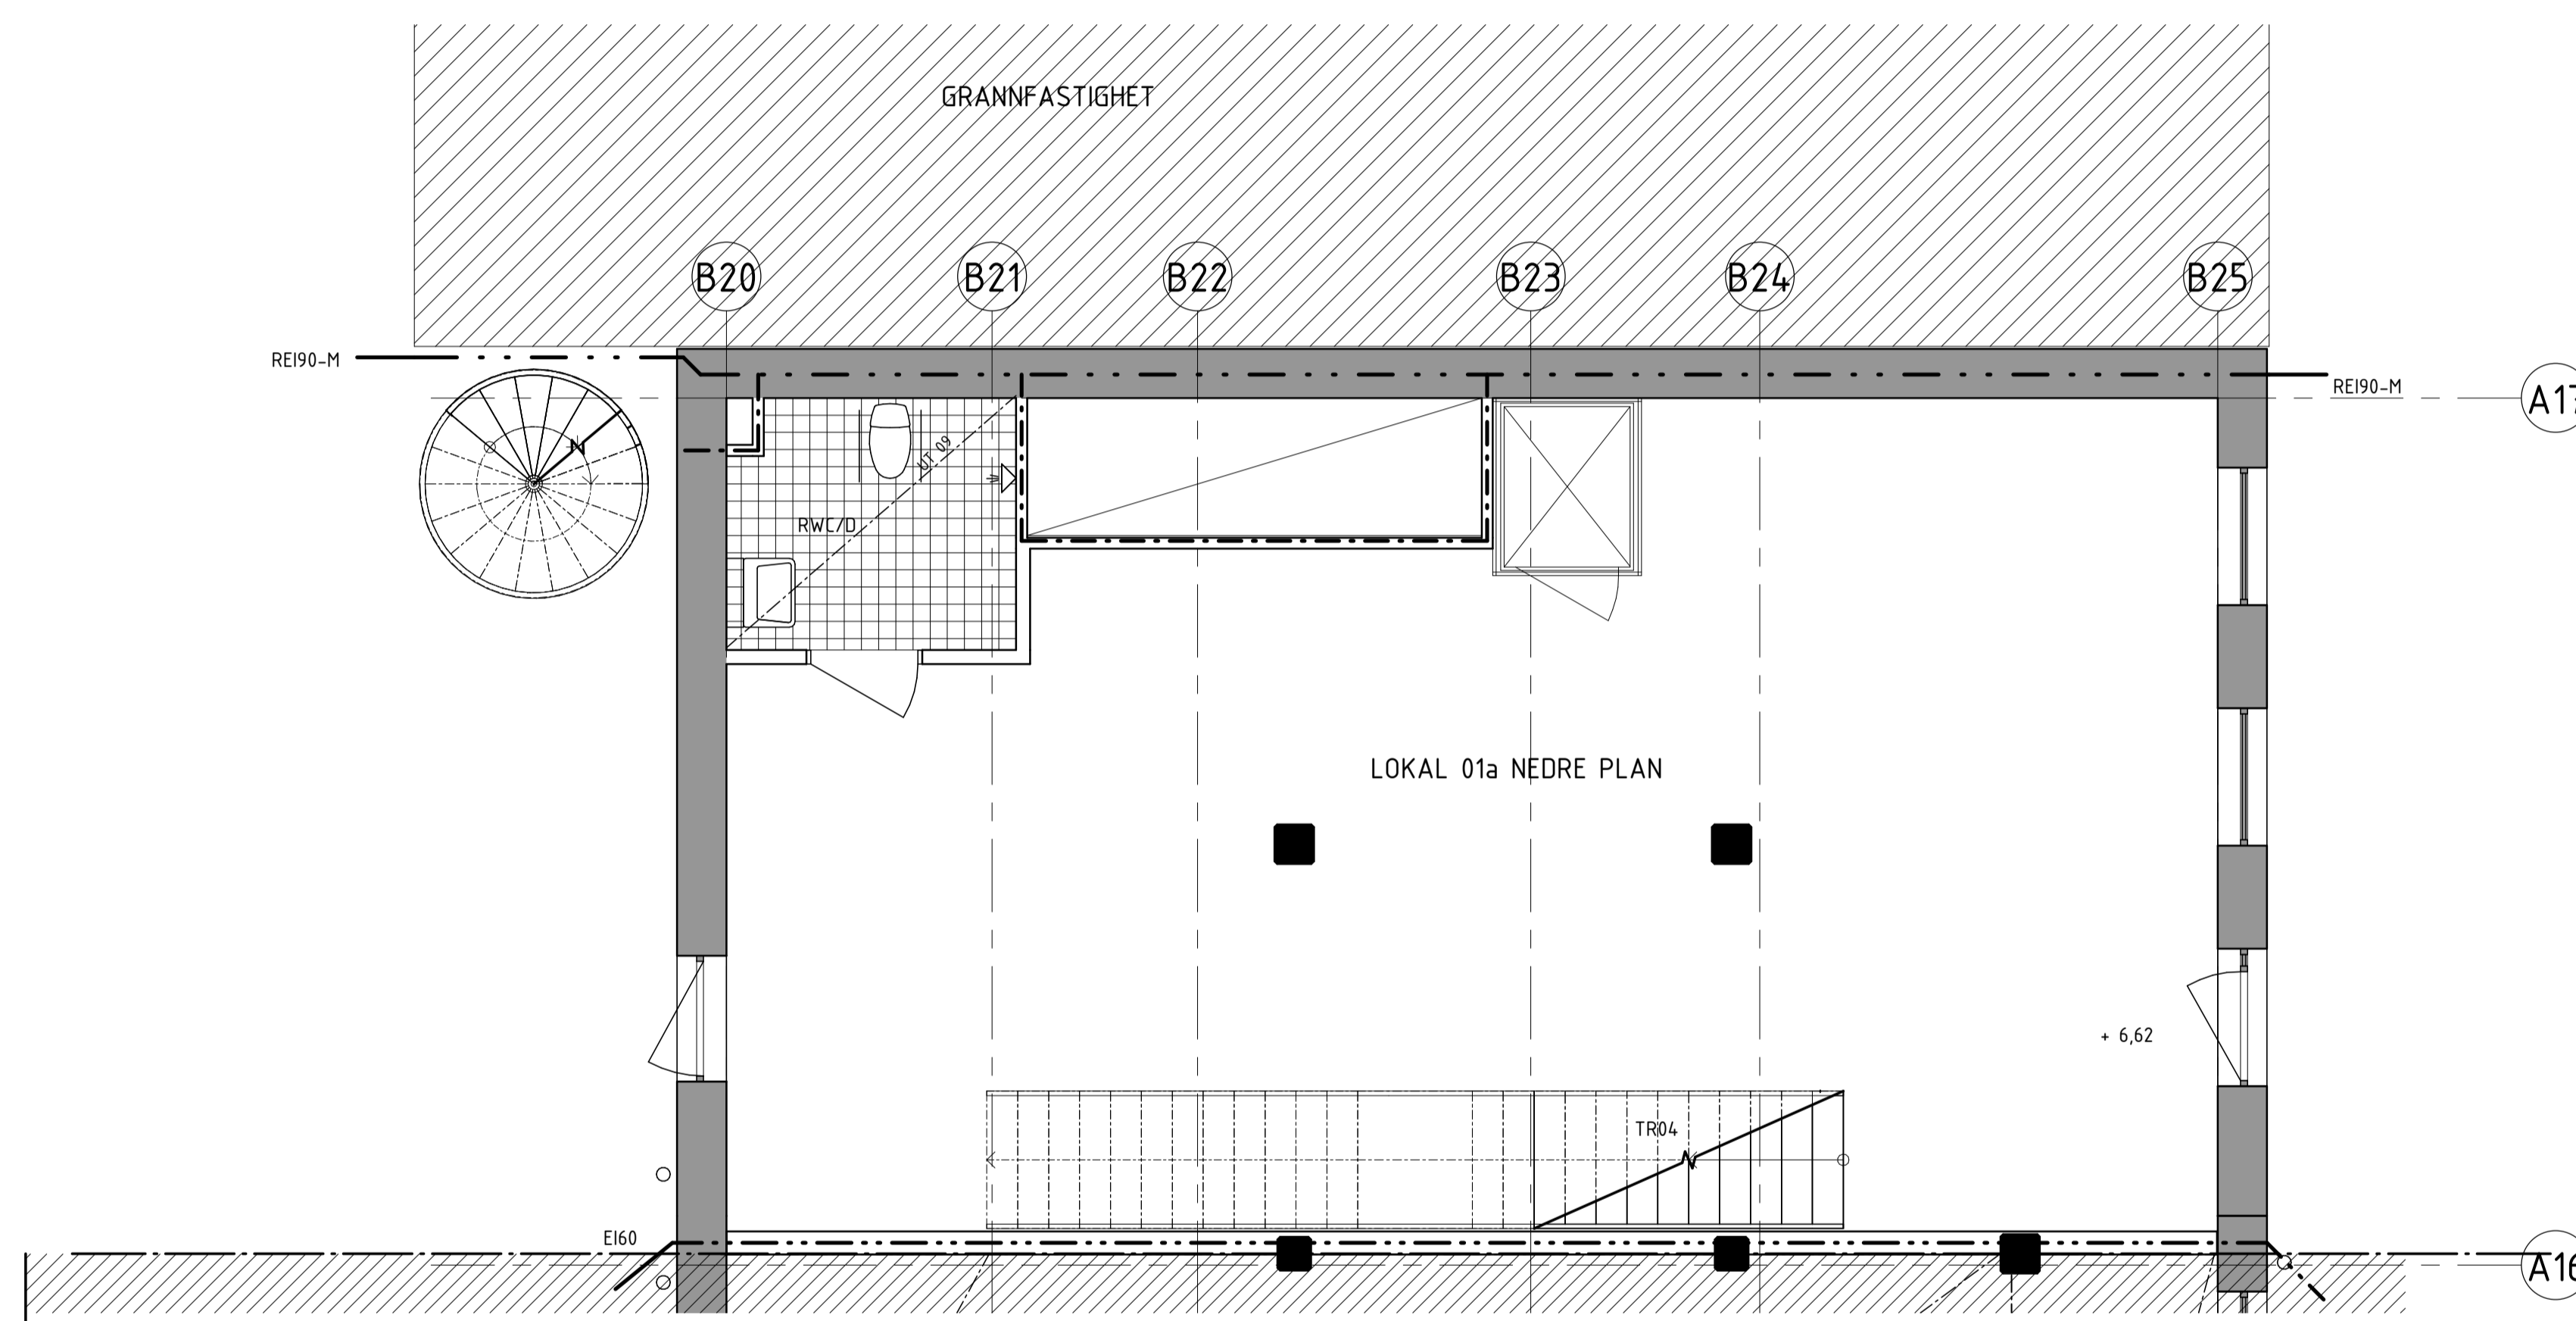 GRANNFASTIGHET
B20 B21 B22 B23 B24 B25
REI90-M
REI90-M
A17
UT 09
RWC/D
LOKAL 01a NEDRE PLAN
+ 6,62
TR04
EI60
A16